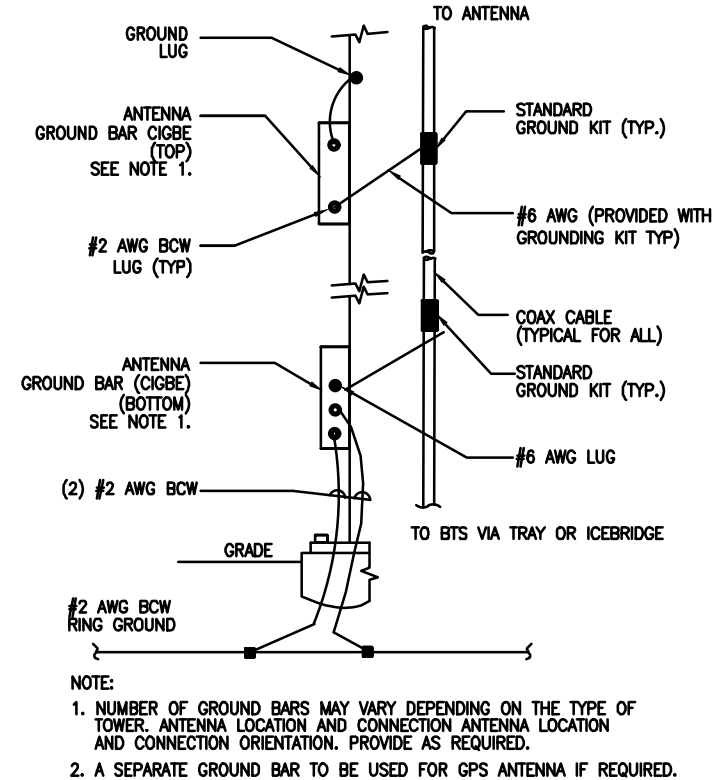 TO ANTENNA
GROUND
LUG
ANTENNA
GROUND BAR CIGBE
(TOP)
SEE NOTE 1.
STANDARD
GROUND KIT (TYP.)
#2 AWG BCW
LUG (TYP)
#6 AWG (PROVIDED WITH
GROUNDING KIT TYP)
COAX CABLE
(TYPICAL FOR ALL)
ANTENNA
GROUND BAR (CIGBE)
(BOTTOM)
SEE NOTE 1.
STANDARD
GROUND KIT (TYP.)
#6 AWG LUG
(2) #2 AWG BCW
TO BTS VIA TRAY OR ICEBRIDGE
GRADE
#2 AWG BCW
RING GROUND
NOTE:
1. NUMBER OF GROUND BARS MAY VARY DEPENDING ON THE TYPE OF
TOWER. ANTENNA LOCATION AND CONNECTION ANTENNA LOCATION
AND CONNECTION ORIENTATION. PROVIDE AS REQUIRED.
2. A SEPARATE GROUND BAR TO BE USED FOR GPS ANTENNA IF REQUIRED.